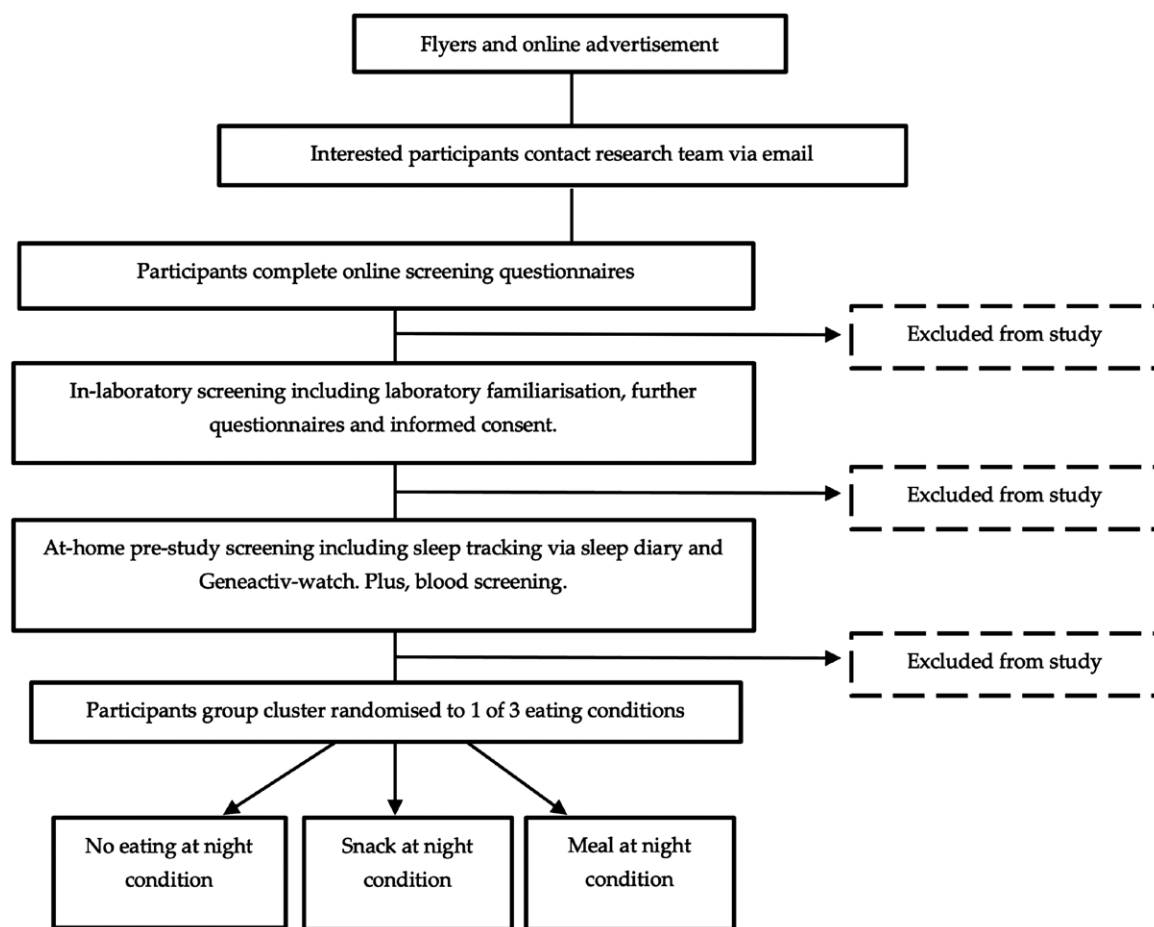 Flyers and online advertisement
Interested participants contact research team via email
Participants complete online screening questionnaires
Excluded from study
In-laboratory screening including laboratory familiarisation, further
questionnaires and informed consent.
Excluded from study
At-home pre-study screening including sleep tracking via sleep diary and
Geneactiv-watch. Plus, blood screening.
Excluded from study
Participants group cluster randomised to 1 of 3 eating conditions
No eating at night
condition
Snack at night
condition
Meal at night
condition